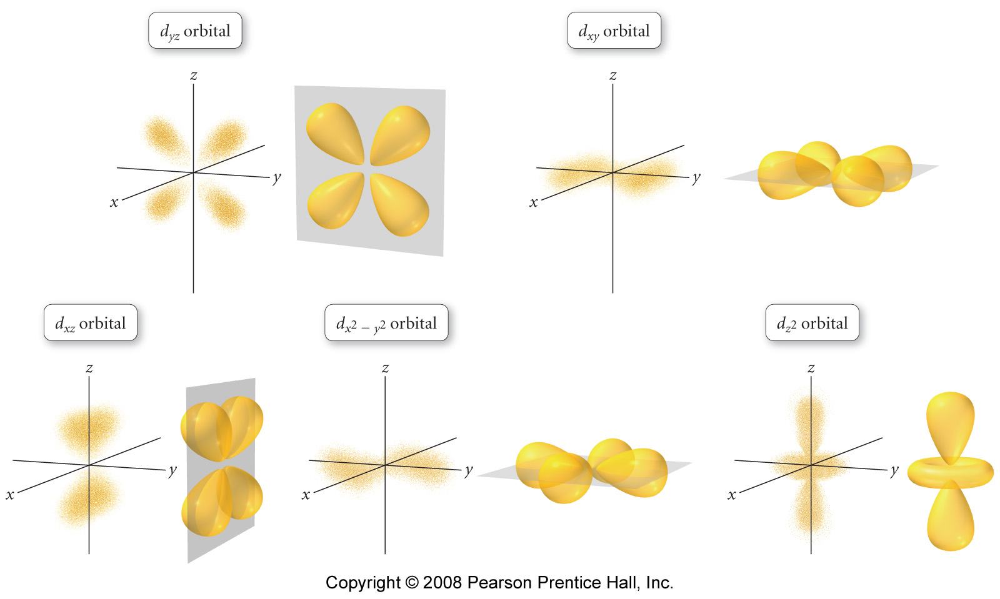 dyz orbital
dxy orbital
z
y
x
z
y
x
dxz orbital
dx2 – y2 orbital
dz2 orbital
z
y
x
z
y
x
z
y
x
Copyright © 2008 Pearson Prentice Hall, Inc.